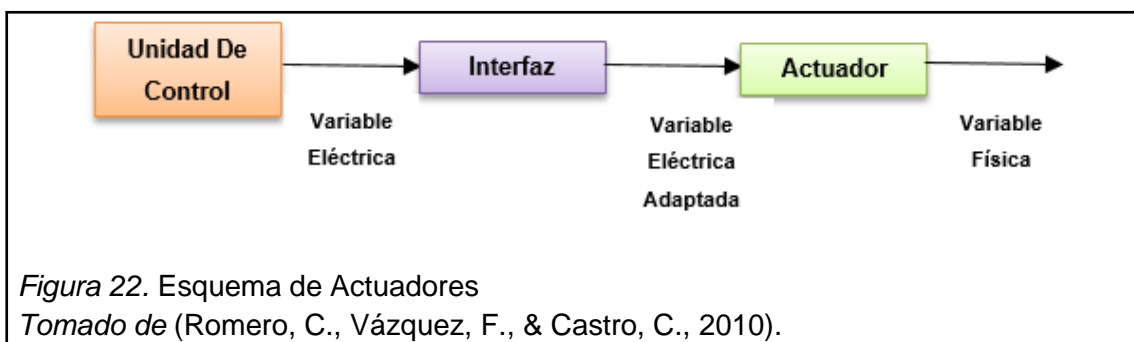 Unidad De
Control
Interfaz
Actuador
Variable
Eléctrica
Variable
Eléctrica
Adaptada
Variable
Física
Figura 22. Esquema de Actuadores
Tomado de (Romero, C., Vázquez, F., & Castro, C., 2010).